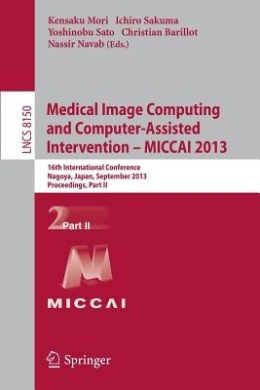 Kensaku Mori Ichiro Sakuma
Yoshinobu Sato Christian Barillot
Nassir Navab (Eds.)
LNCS 8150
Medical Image Computing
and Computer-Assisted
Intervention – MICCAI 2013
16th International Conference
Nagoya, Japan, September 2013
Proceedings, Part II
2 Part II
M
MICCAI
Springer